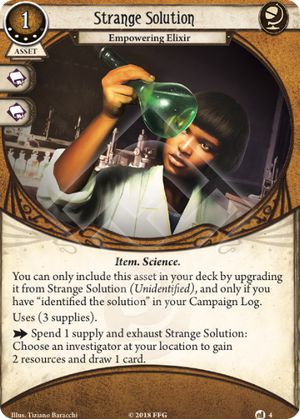 1
Strange Solution
ASSET
Empowering Elixir
Item. Science.
You can only include this asset in your deck by upgrading
it from Strange Solution (Unidentified), and only if you
have “identified the solution” in your Campaign Log.
Uses (3 supplies).
Spend 1 supply and exhaust Strange Solution:
Choose an investigator at your location to gain
2 resources and draw 1 card.
Illus. Tiziano Baracchi
© 2018 FFG
4